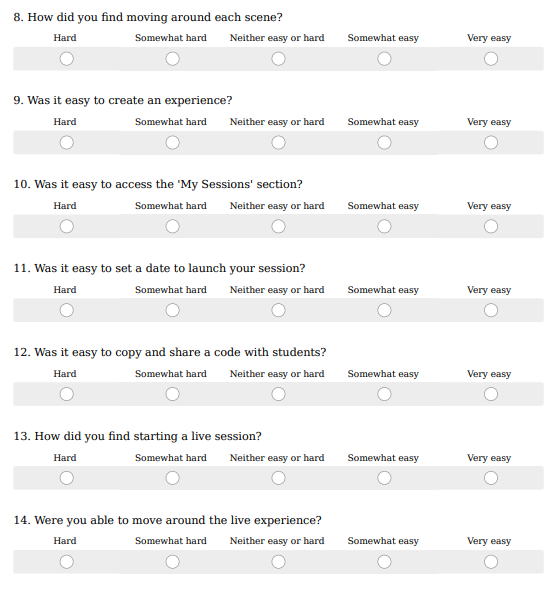 8. How did you find moving around each scene?
Hard Somewhat hard Neither easy or hard Somewhat easy Very easy
9. Was it easy to create an experience?
Hard Somewhat hard Neither easy or hard Somewhat easy Very easy
10. Was it easy to access the 'My Sessions' section?
Hard Somewhat hard Neither easy or hard Somewhat easy Very easy
11. Was it easy to set a date to launch your session?
Hard Somewhat hard Neither easy or hard Somewhat easy Very easy
12. Was it easy to copy and share a code with students?
Hard Somewhat hard Neither easy or hard Somewhat easy Very easy
13. How did you find starting a live session?
Hard Somewhat hard Neither easy or hard Somewhat easy Very easy
14. Were you able to move around the live experience?
Hard Somewhat hard Neither easy or hard Somewhat easy Very easy